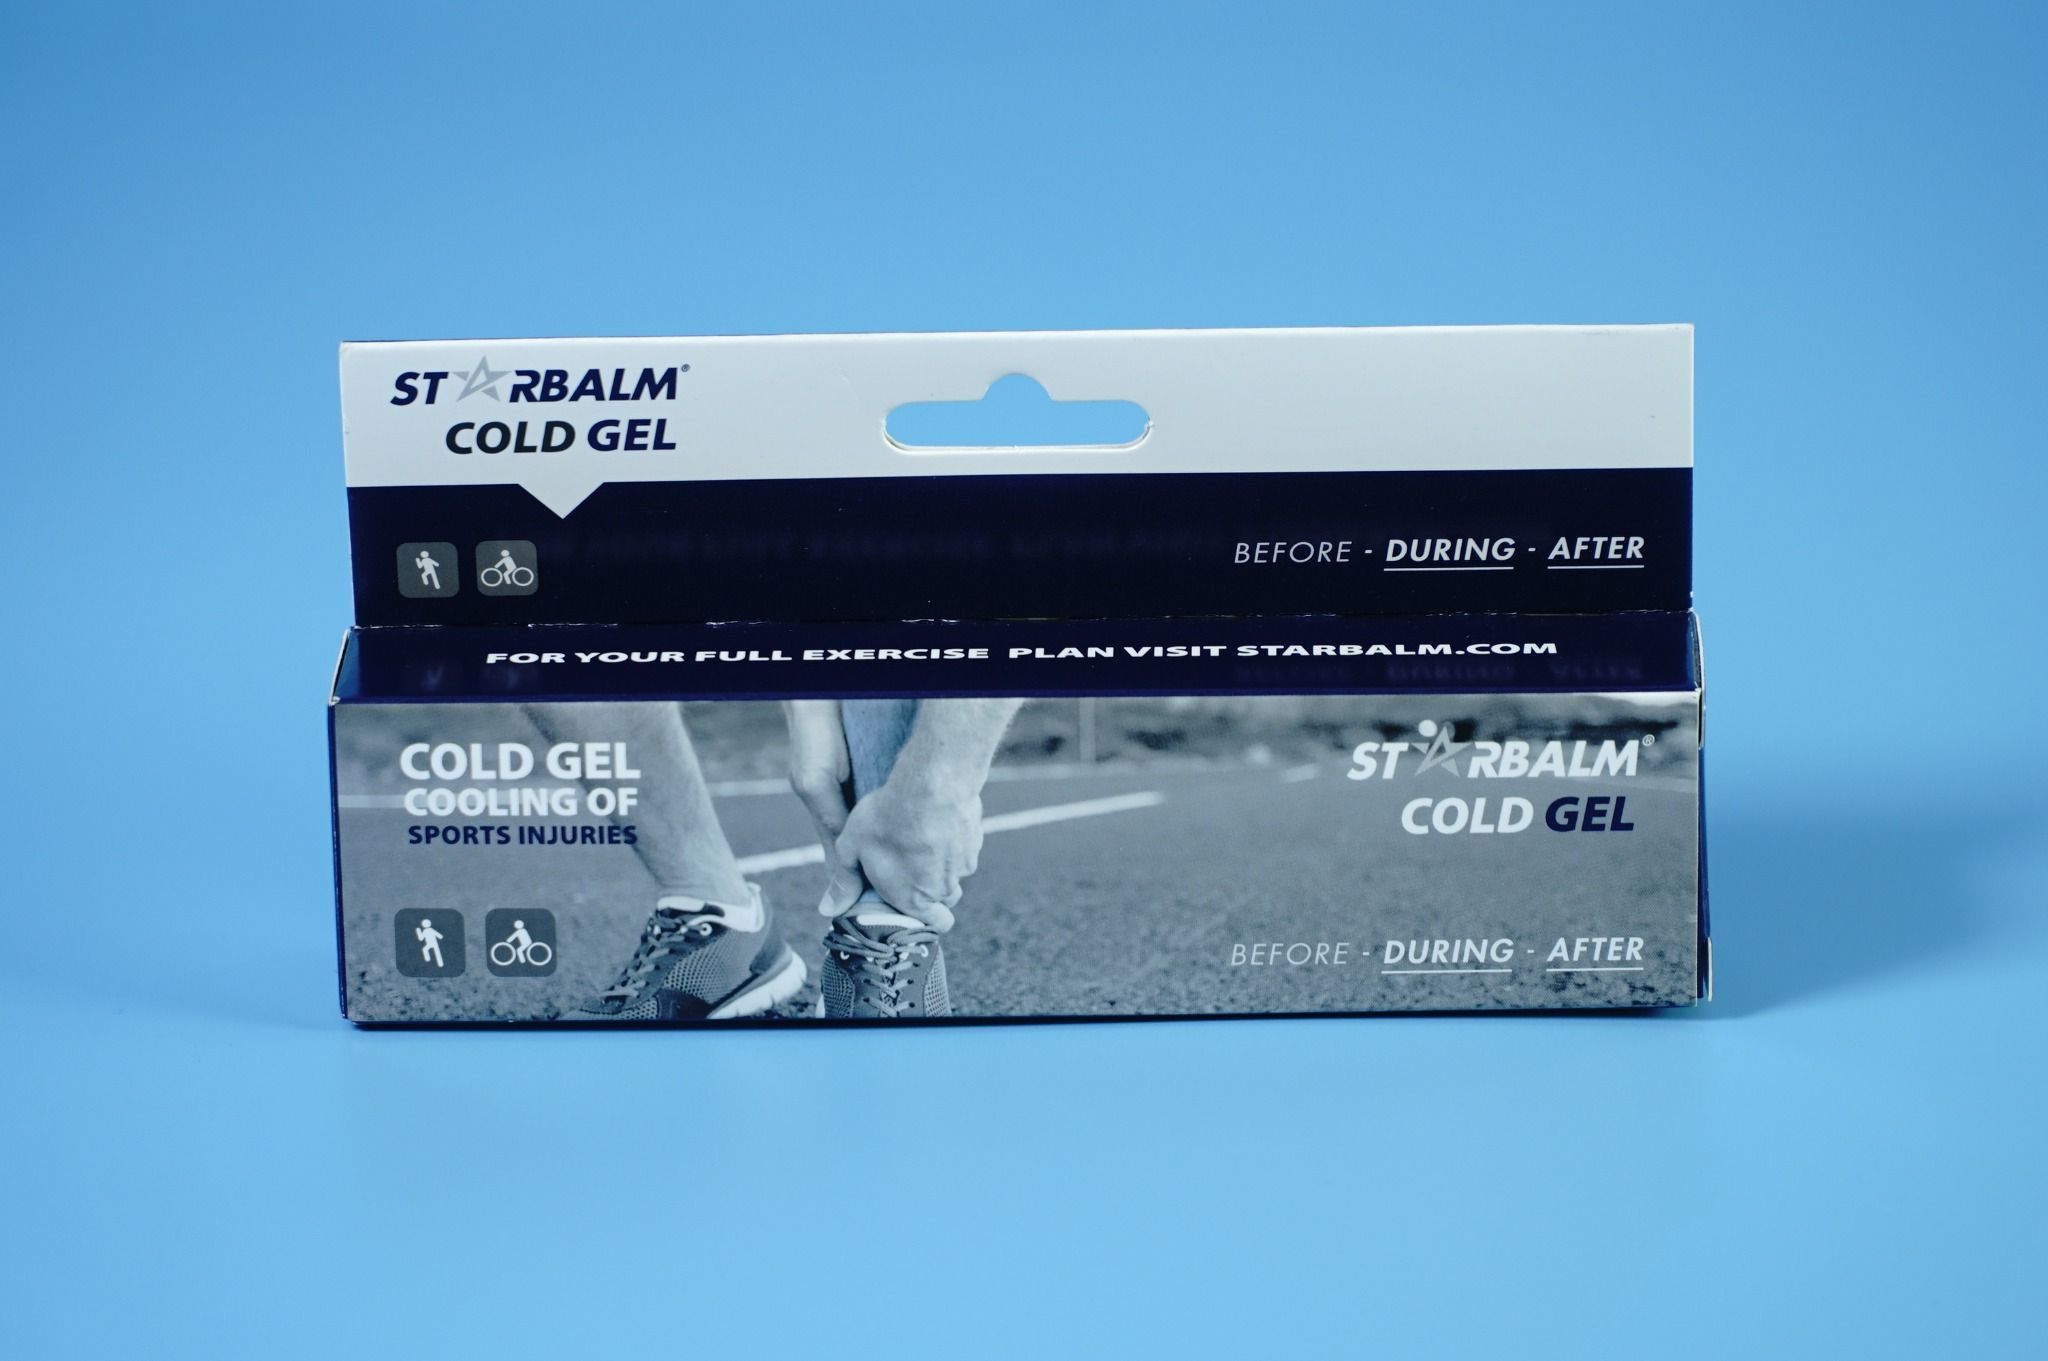 STARBALM®
COLD GEL
BEFORE - DURING - AFTER
FOR YOUR FULL EXERCISE PLAN VISIT STARBALM.COM
COLD GEL
COOLING OF
SPORTS INJURIES
STARBALM®
COLD GEL
BEFORE - DURING - AFTER